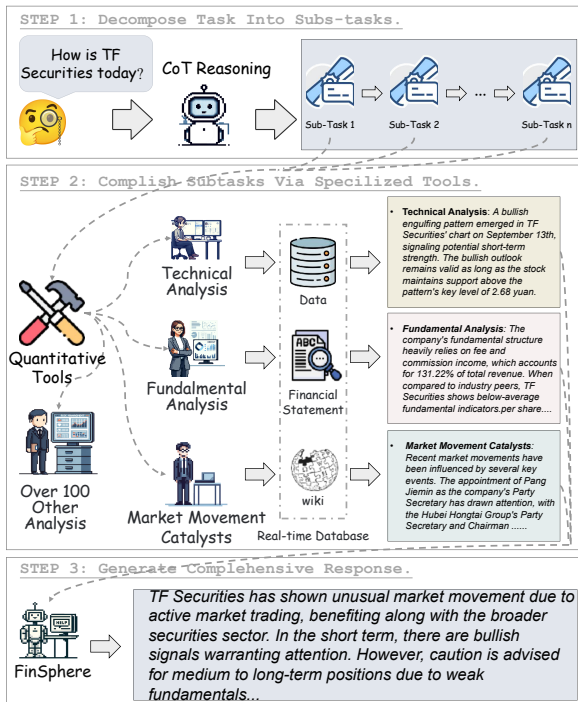 STEP 1: Decompose Task Into Subs-tasks.
How is TF
Securities today?
CoT Reasoning
...
Sub-Task 1
Sub-Task 2
Sub-Task n
STEP 2: Complish Subtasks Via Specilized Tools.
Quantitative
Tools
Over 100
Other
Analysis
Technical
Analysis
Data
• Technical Analysis: A bullish
engulfing pattern emerged in TF
Securities' chart on September 13th,
signaling potential short-term
strength. The bullish outlook
remains valid as long as the stock
maintains support above the
pattern's key level of 2.68 yuan.
Fundalmental
Analysis
ABC
Financial
Statement
• Fundamental Analysis: The
company's fundamental structure
heavily relies on fee and
commission income, which accounts
for 131.22% of total revenue. When
compared to industry peers, TF
Securities shows below-average
fundamental indicators.per share....
Market Movement
Catalysts
wiki
Real-time Database
• Market Movement Catalysts:
Recent market movements have
been influenced by several key
events. The appointment of Pang
Jiemin as the company's Party
Secretary has drawn attention, with
the Hubei Hongtai Group's Party
Secretary and Chairman ......
STEP 3: Generate Complehensive Response.
HELP
FinSphere
TF Securities has shown unusual market movement due to
active market trading, benefiting along with the broader
securities sector. In the short term, there are bullish
signals warranting attention. However, caution is advised
for medium to long-term positions due to weak
fundamentals...